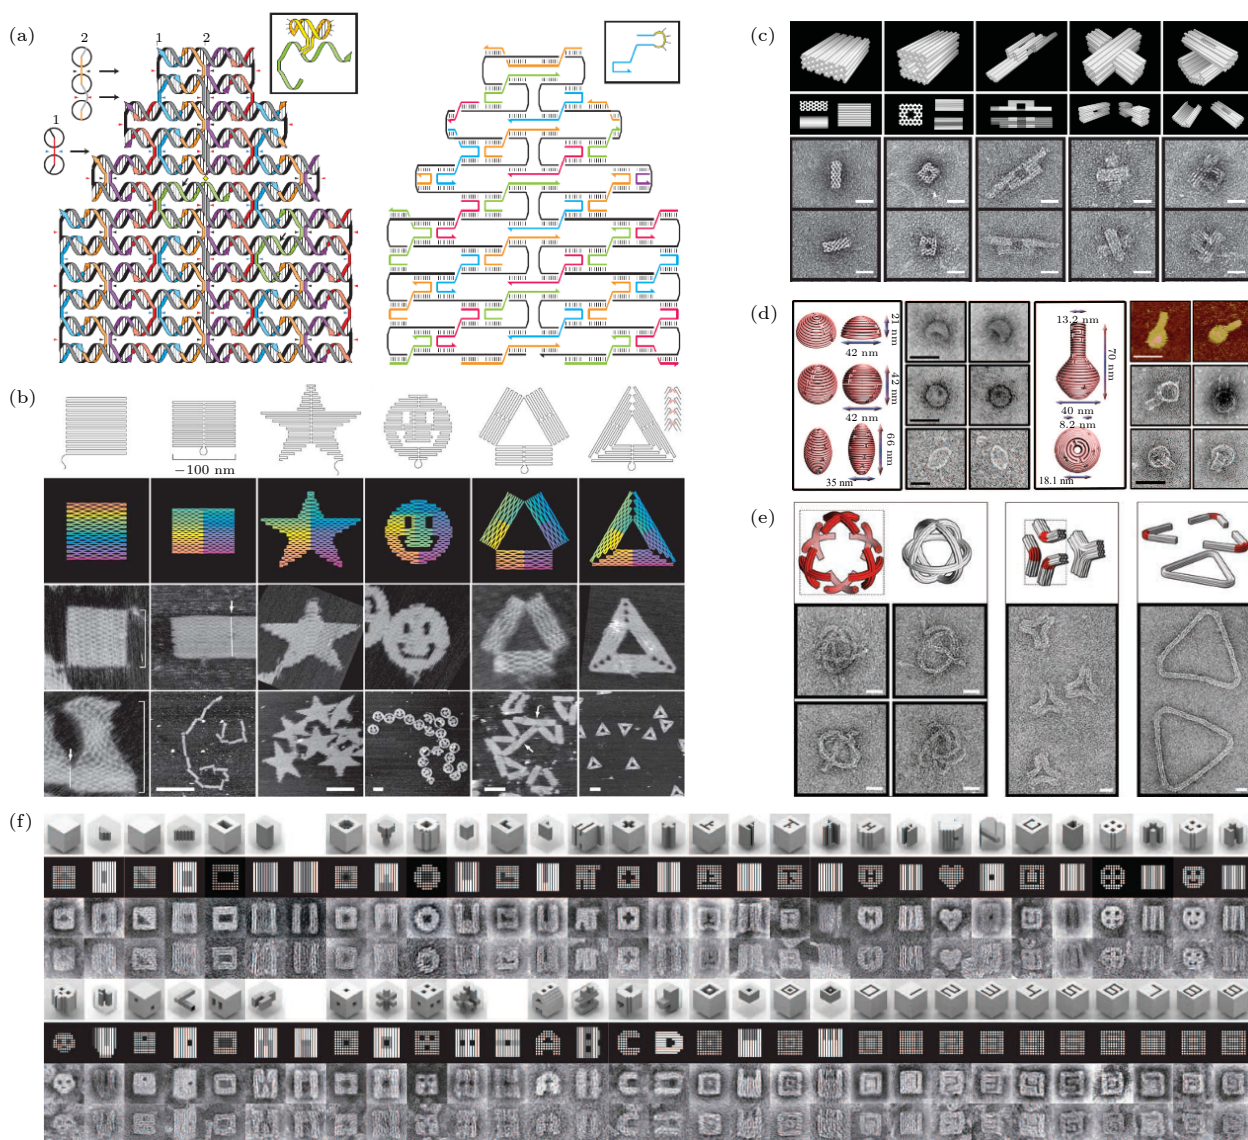 (a)
2
1
2
1
(b)
−100 nm
(c)
(d)
21 nm
42 nm
42 nm
42 nm
66 nm
35 nm
13.2 nm
70 nm
40 nm
8.2 nm
18.1 nm
(e)
(f)